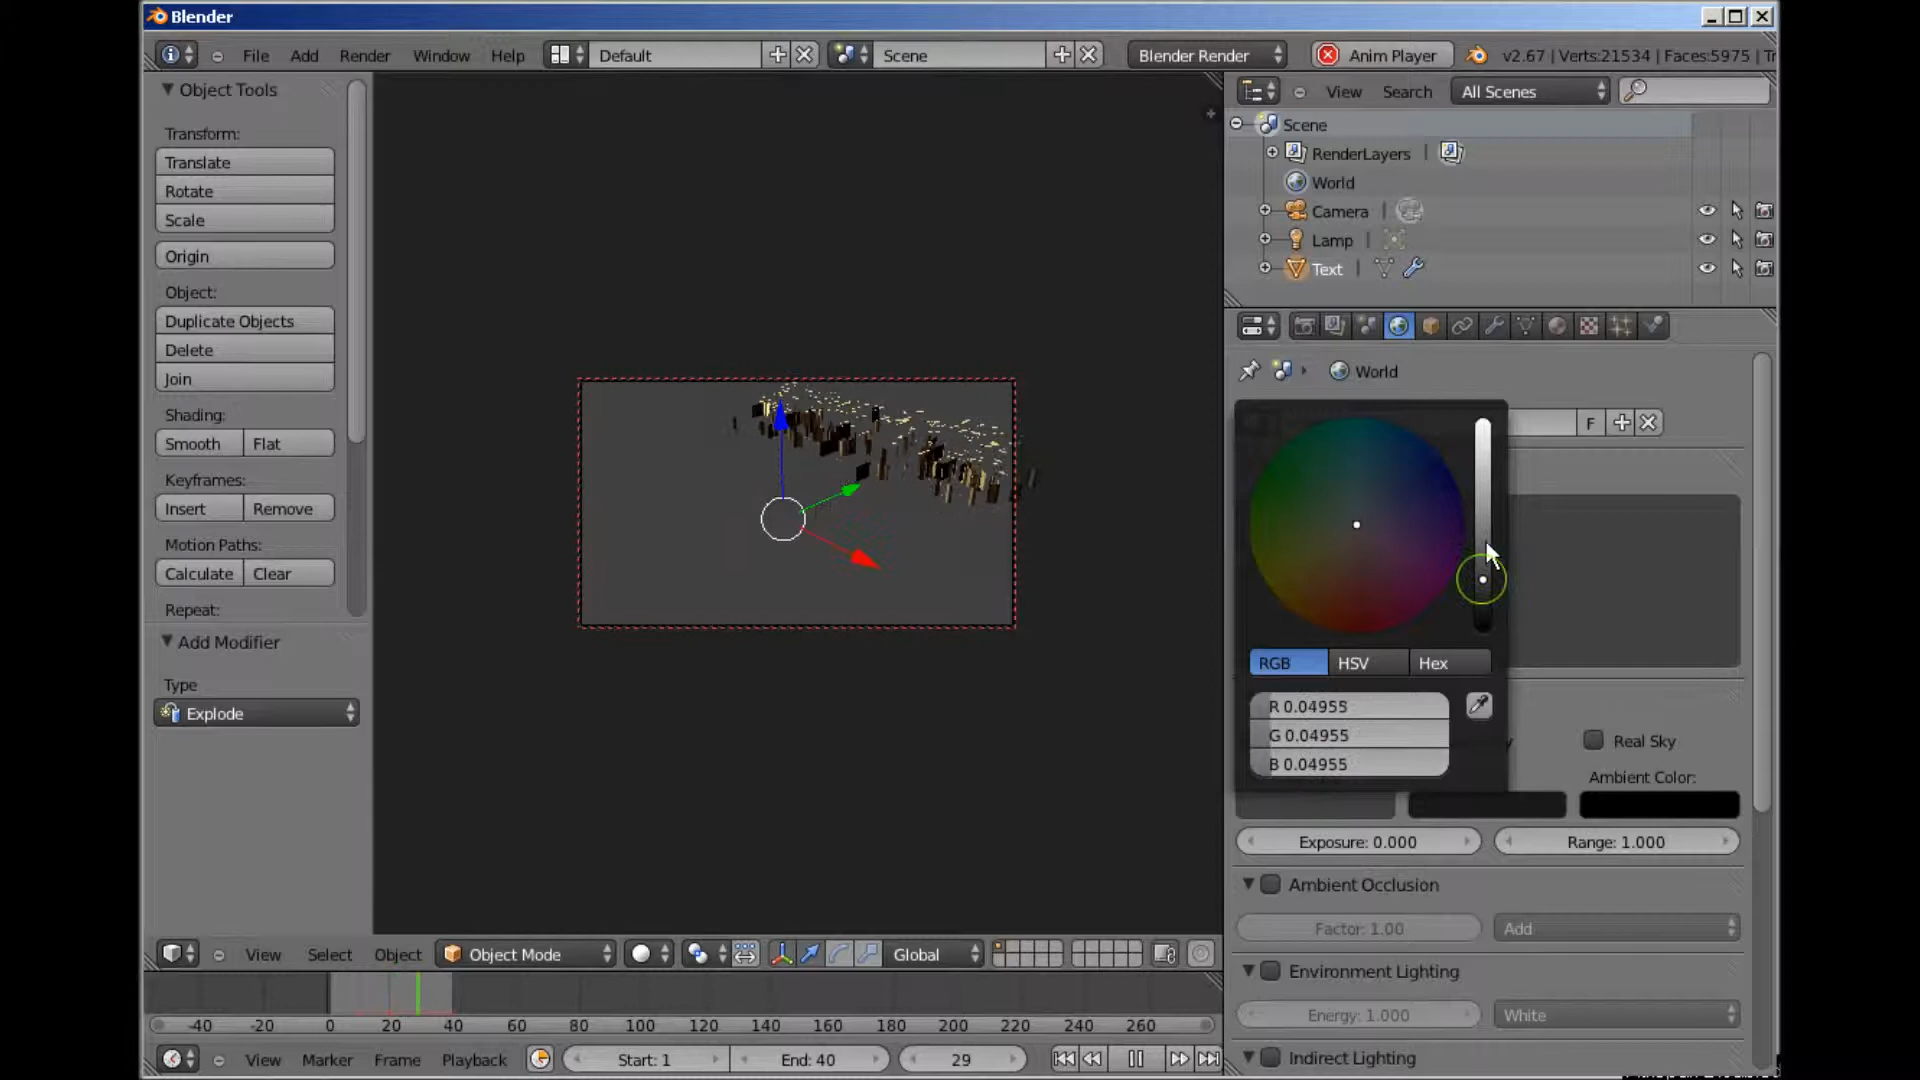 Blender
File Add Render Window Help Default Scene Blender Render Anim Player v2.67 | Verts:21534 | Faces:5975 | Tr
Object Tools
Transform:
Translate
Rotate
Scale
Origin
Object:
Duplicate Objects
Delete
Join
Shading:
Smooth Flat
Keyframes:
Insert Remove
Motion Paths:
Calculate Clear
Repeat:
Add Modifier
Type
Explode
View Search All Scenes
Scene
RenderLayers
World
Camera
Lamp
Text
World
F
RGB HSV Hex
R 0.04955
G 0.04955
B 0.04955
Real Sky
Ambient Color:
Exposure: 0.000 Range: 1.000
Ambient Occlusion
Factor: 1.00 Add
Environment Lighting
Energy: 1.000 White
Indirect Lighting
View Select Object Object Mode Global
-40 -20 0 20 40 60 80 100 120 140 160 180 200 220 240 260
View Marker Frame Playback Start: 1 End: 40 29